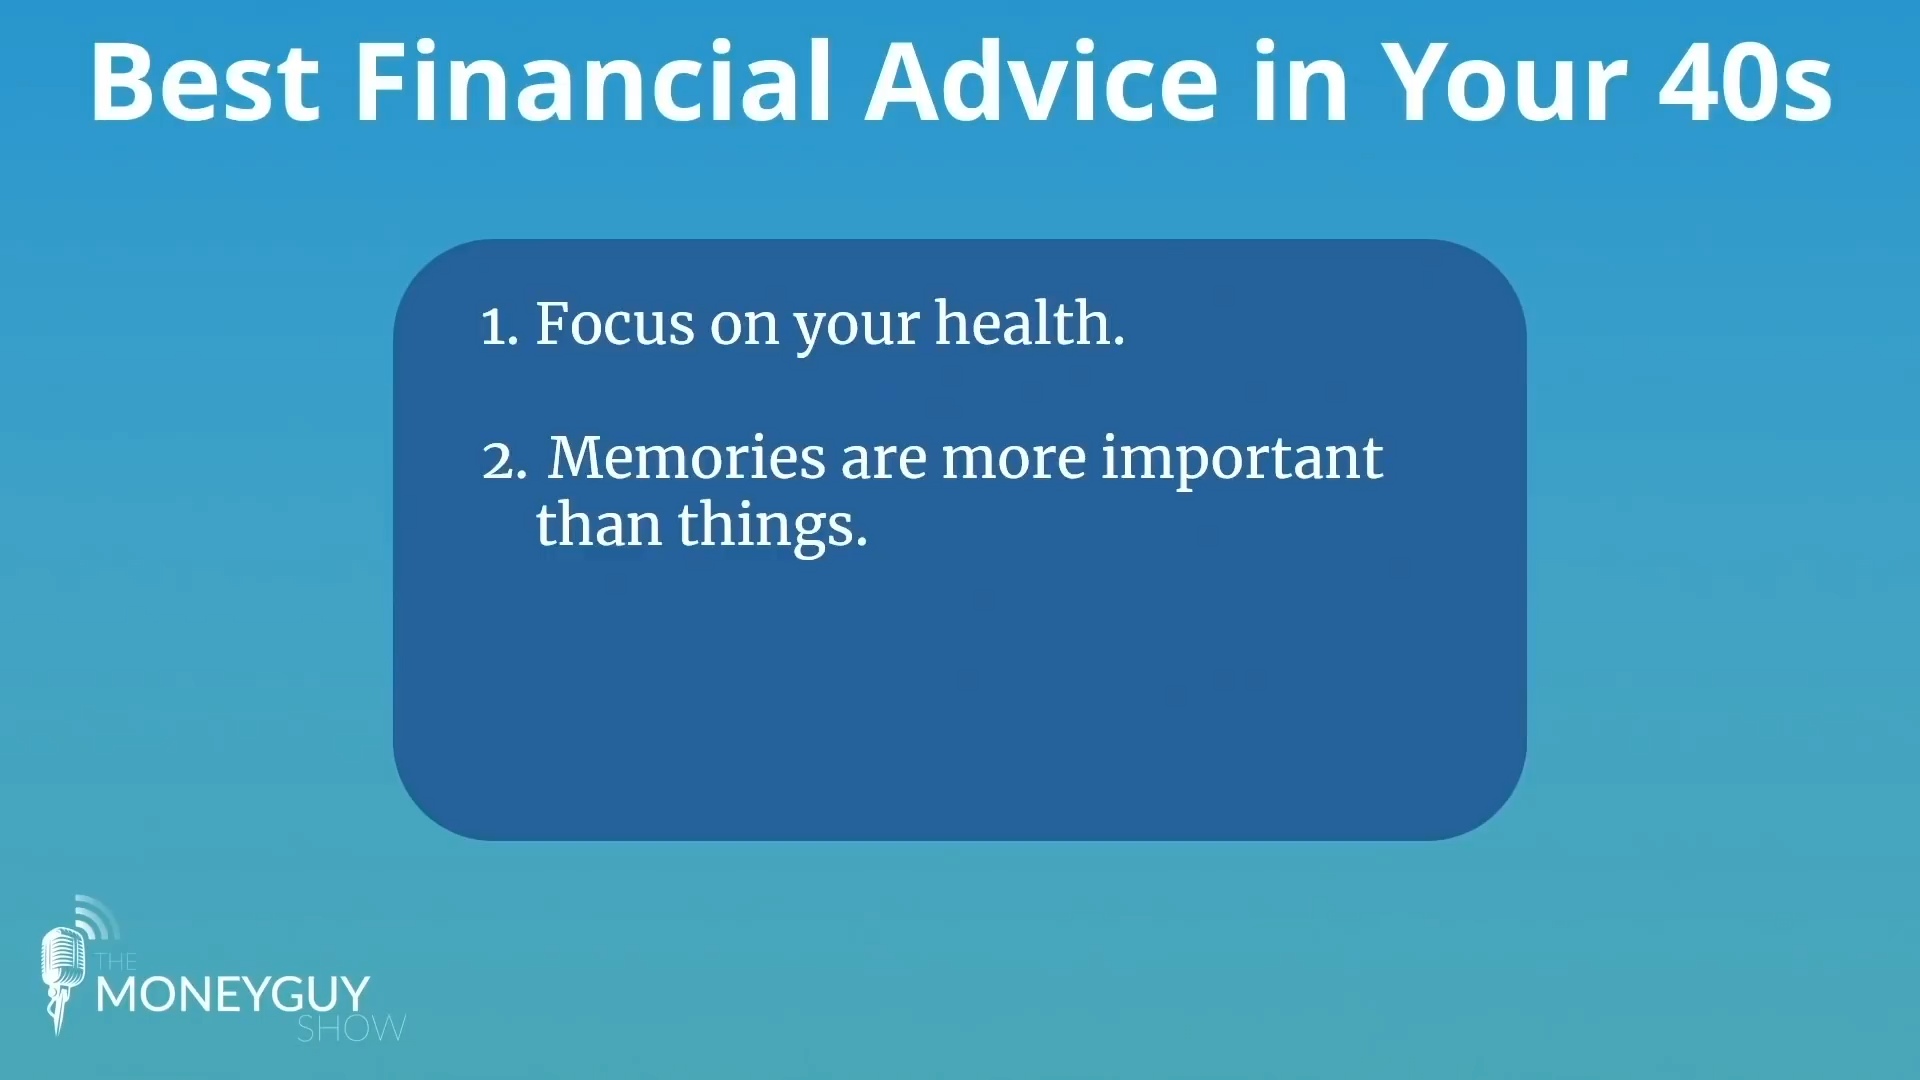 Best Financial Advice in Your 40s
1. Focus on your health.
2. Memories are more important
than things.
THE
MONEYGUY
SHOW